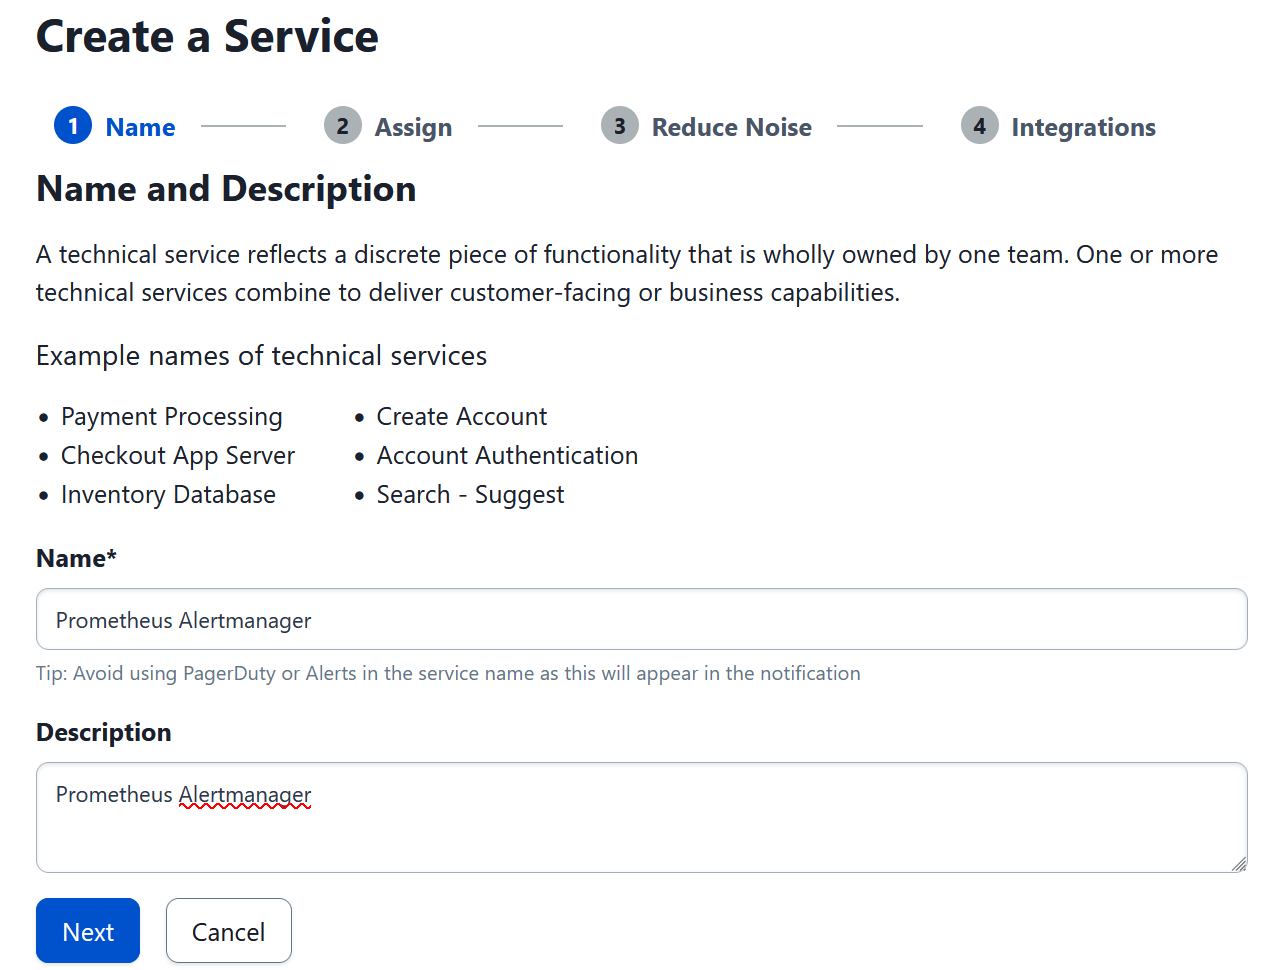 Create a Service
1 Name 2 Assign 3 Reduce Noise 4 Integrations
Name and Description
A technical service reflects a discrete piece of functionality that is wholly owned by one team. One or more
technical services combine to deliver customer-facing or business capabilities.
Example names of technical services
• Payment Processing
• Checkout App Server
• Inventory Database
• Create Account
• Account Authentication
• Search - Suggest
Name*
Prometheus Alertmanager
Tip: Avoid using PagerDuty or Alerts in the service name as this will appear in the notification
Description
Prometheus Alertmanager
Next Cancel